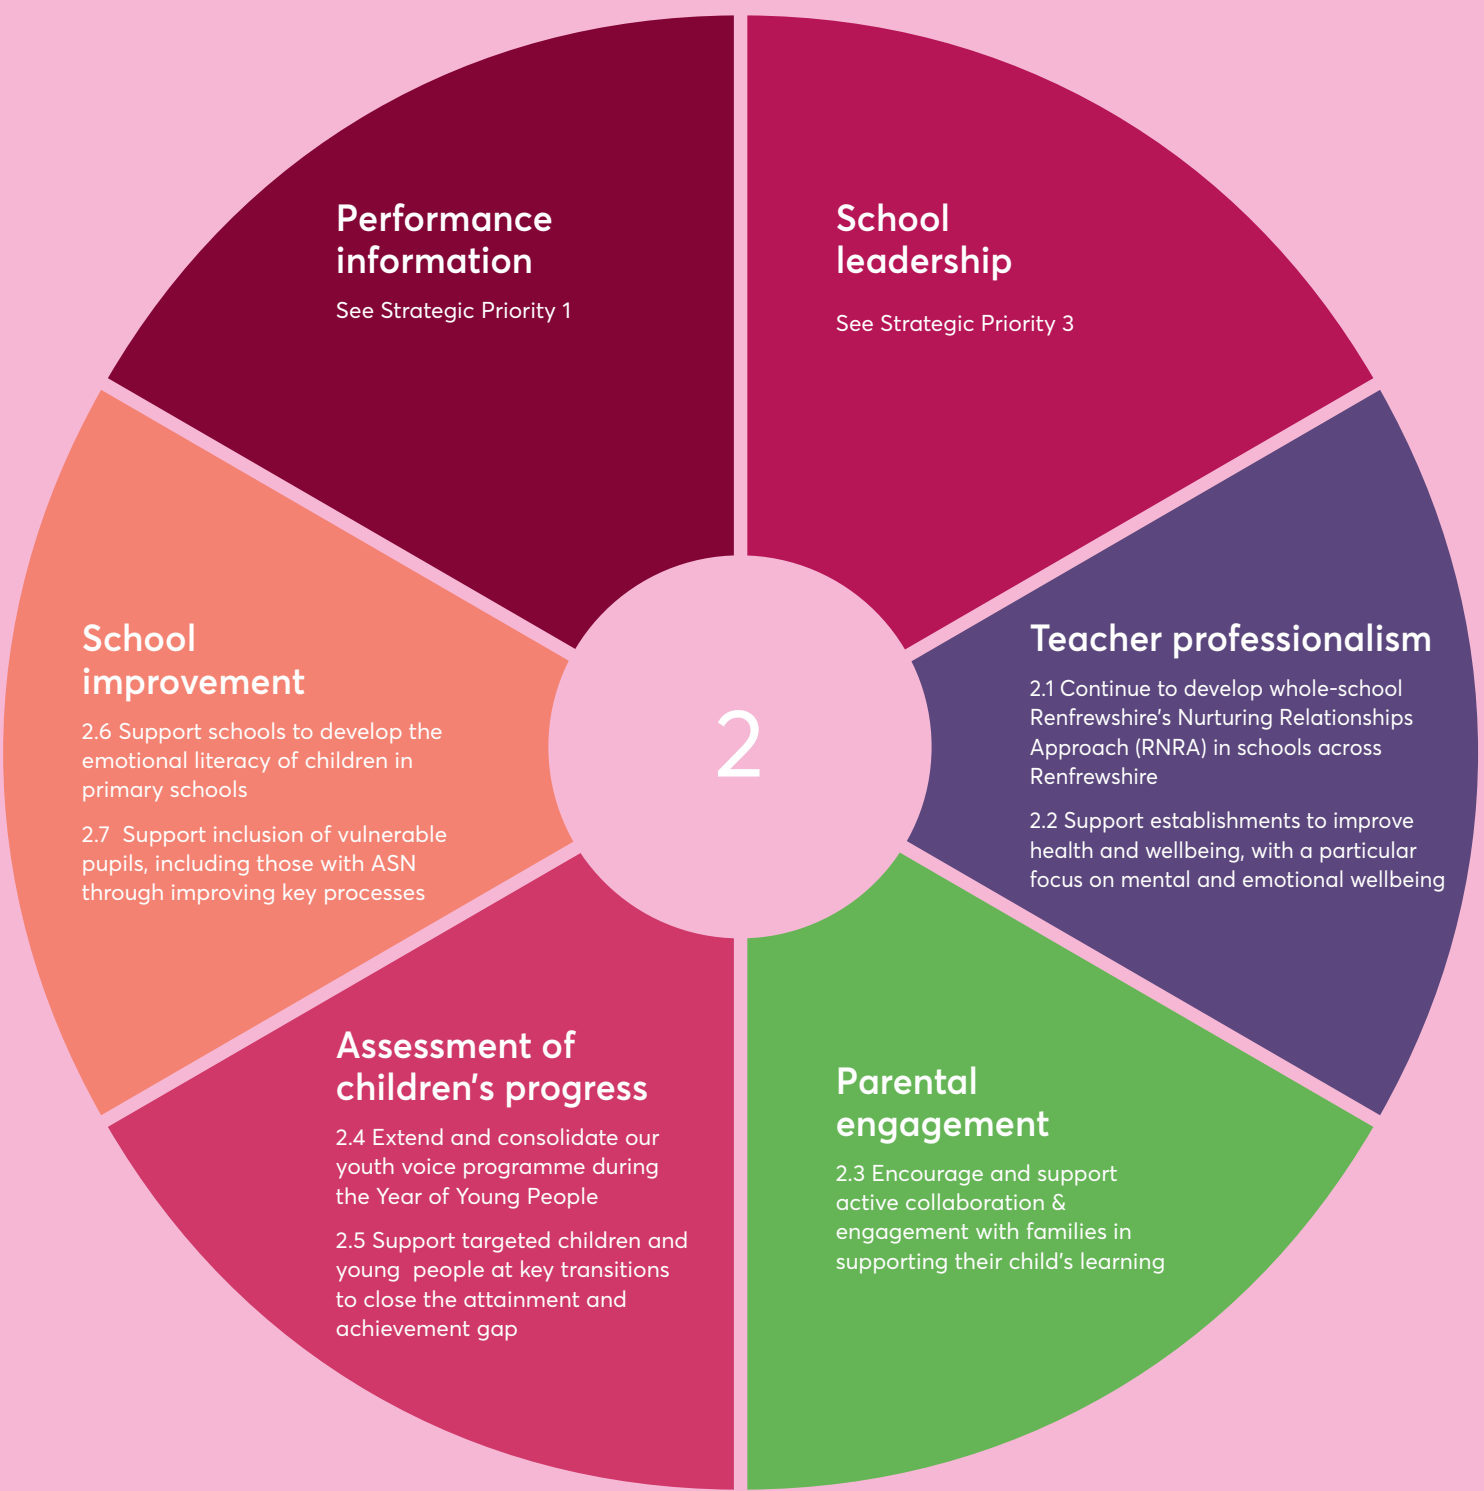 Performance
information
See Strategic Priority 1
School
leadership
See Strategic Priority 3
School
improvement
2.6 Support schools to develop the
emotional literacy of children in
primary schools
2.7  Support inclusion of vulnerable
pupils, including those with ASN
through improving key processes
2
Teacher professionalism
2.1 Continue to develop whole-school
Renfrewshire's Nurturing Relationships
Approach (RNRA) in schools across
Renfrewshire
2.2 Support establishments to improve
health and wellbeing, with a particular
focus on mental and emotional wellbeing
Assessment of
children's progress
2.4 Extend and consolidate our
youth voice programme during
the Year of Young People
2.5 Support targeted children and
young  people at key transitions
to close the attainment and
achievement gap
Parental
engagement
2.3 Encourage and support
active collaboration &
engagement with families in
supporting their child's learning